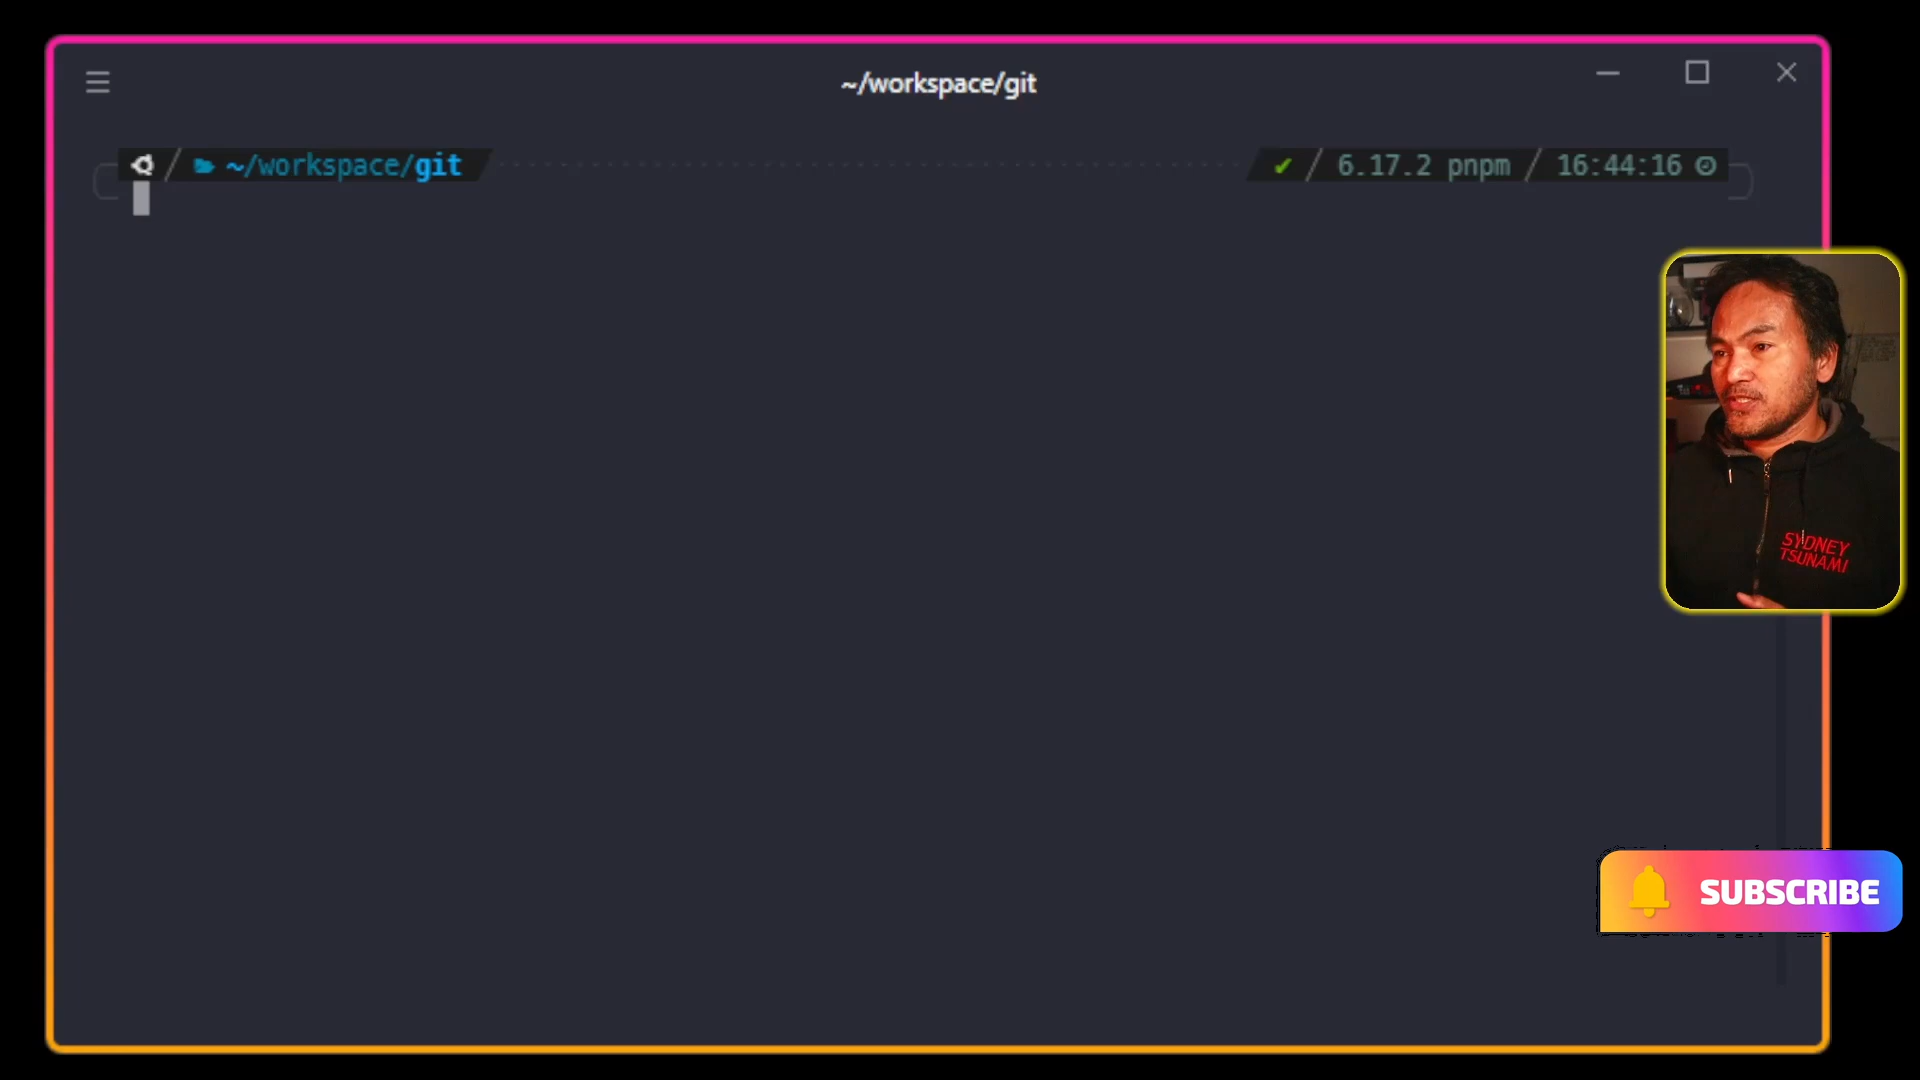 ~/workspace/git
~/workspace/git
✔ / 6.17.2 pnpm / 16:44:16
SYDNEY
TSUNAMI
SUBSCRIBE